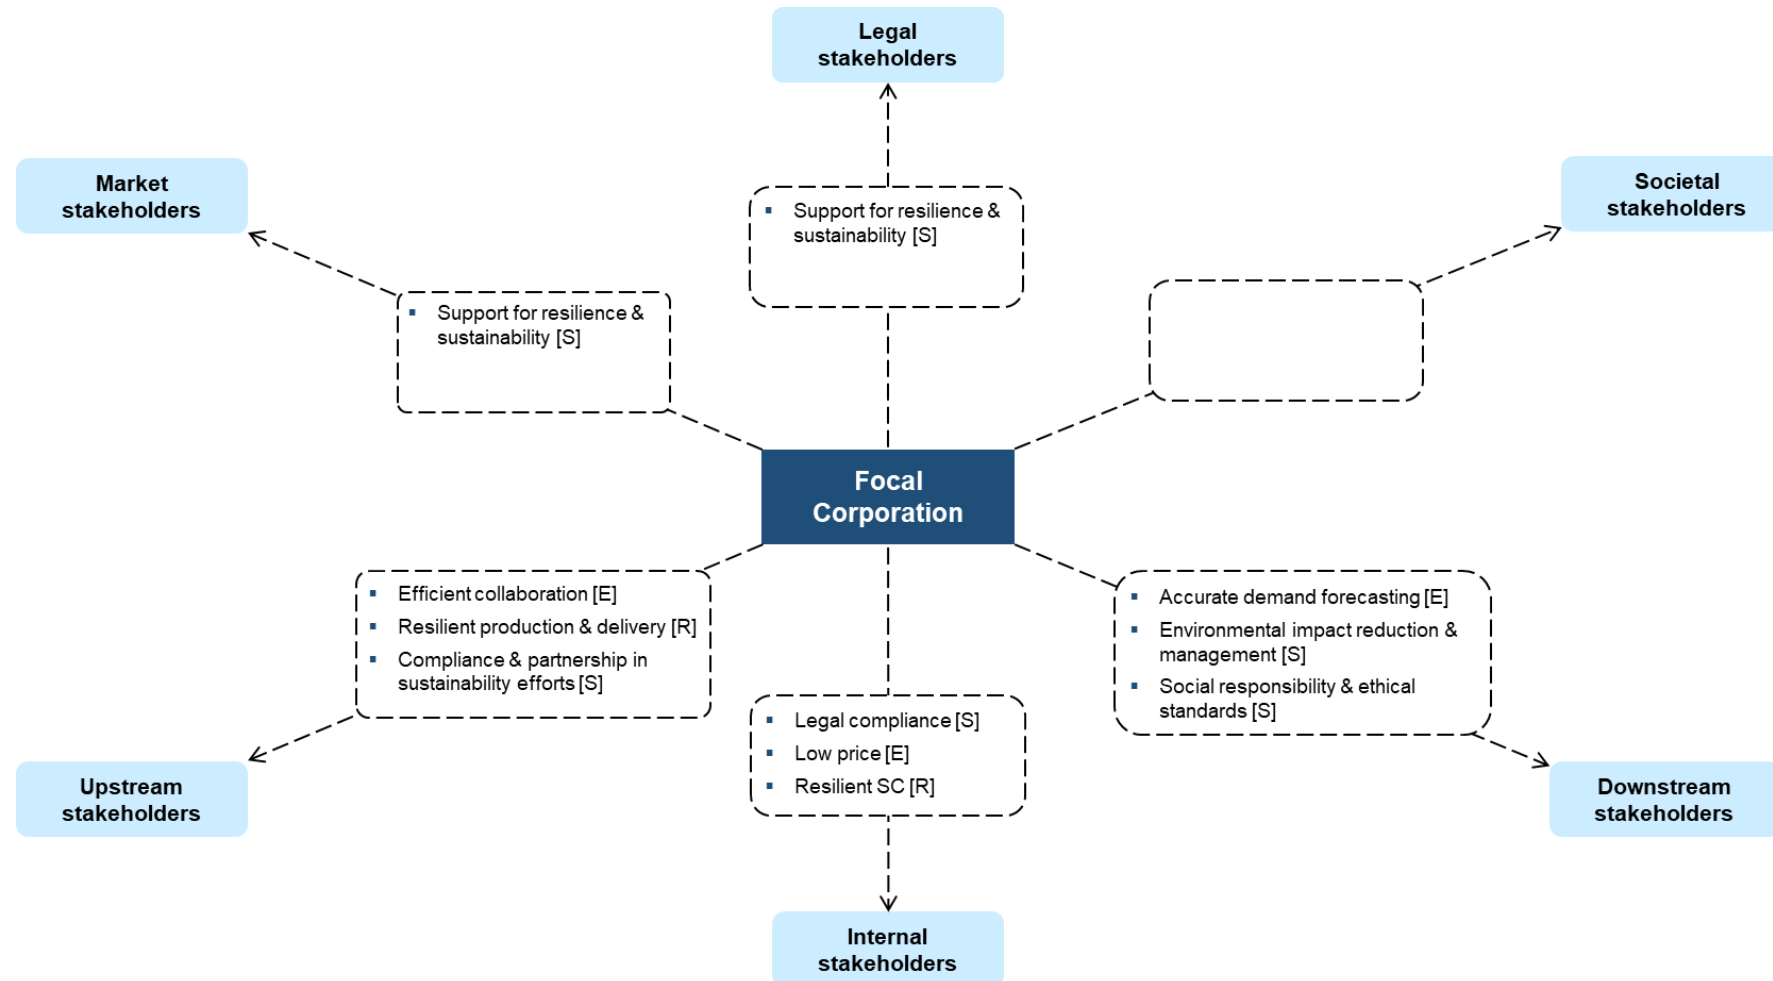 Legal
stakeholders
Market
stakeholders
Societal
stakeholders
▪ Support for resilience &
sustainability [S]
▪ Support for resilience &
sustainability [S]
Focal
Corporation
▪ Efficient collaboration [E]
▪ Resilient production & delivery [R]
▪ Compliance & partnership in
sustainability efforts [S]
▪ Accurate demand forecasting [E]
▪ Environmental impact reduction &
management [S]
▪ Social responsibility & ethical
standards [S]
▪ Legal compliance [S]
▪ Low price [E]
▪ Resilient SC [R]
Upstream
stakeholders
Downstream
stakeholders
Internal
stakeholders